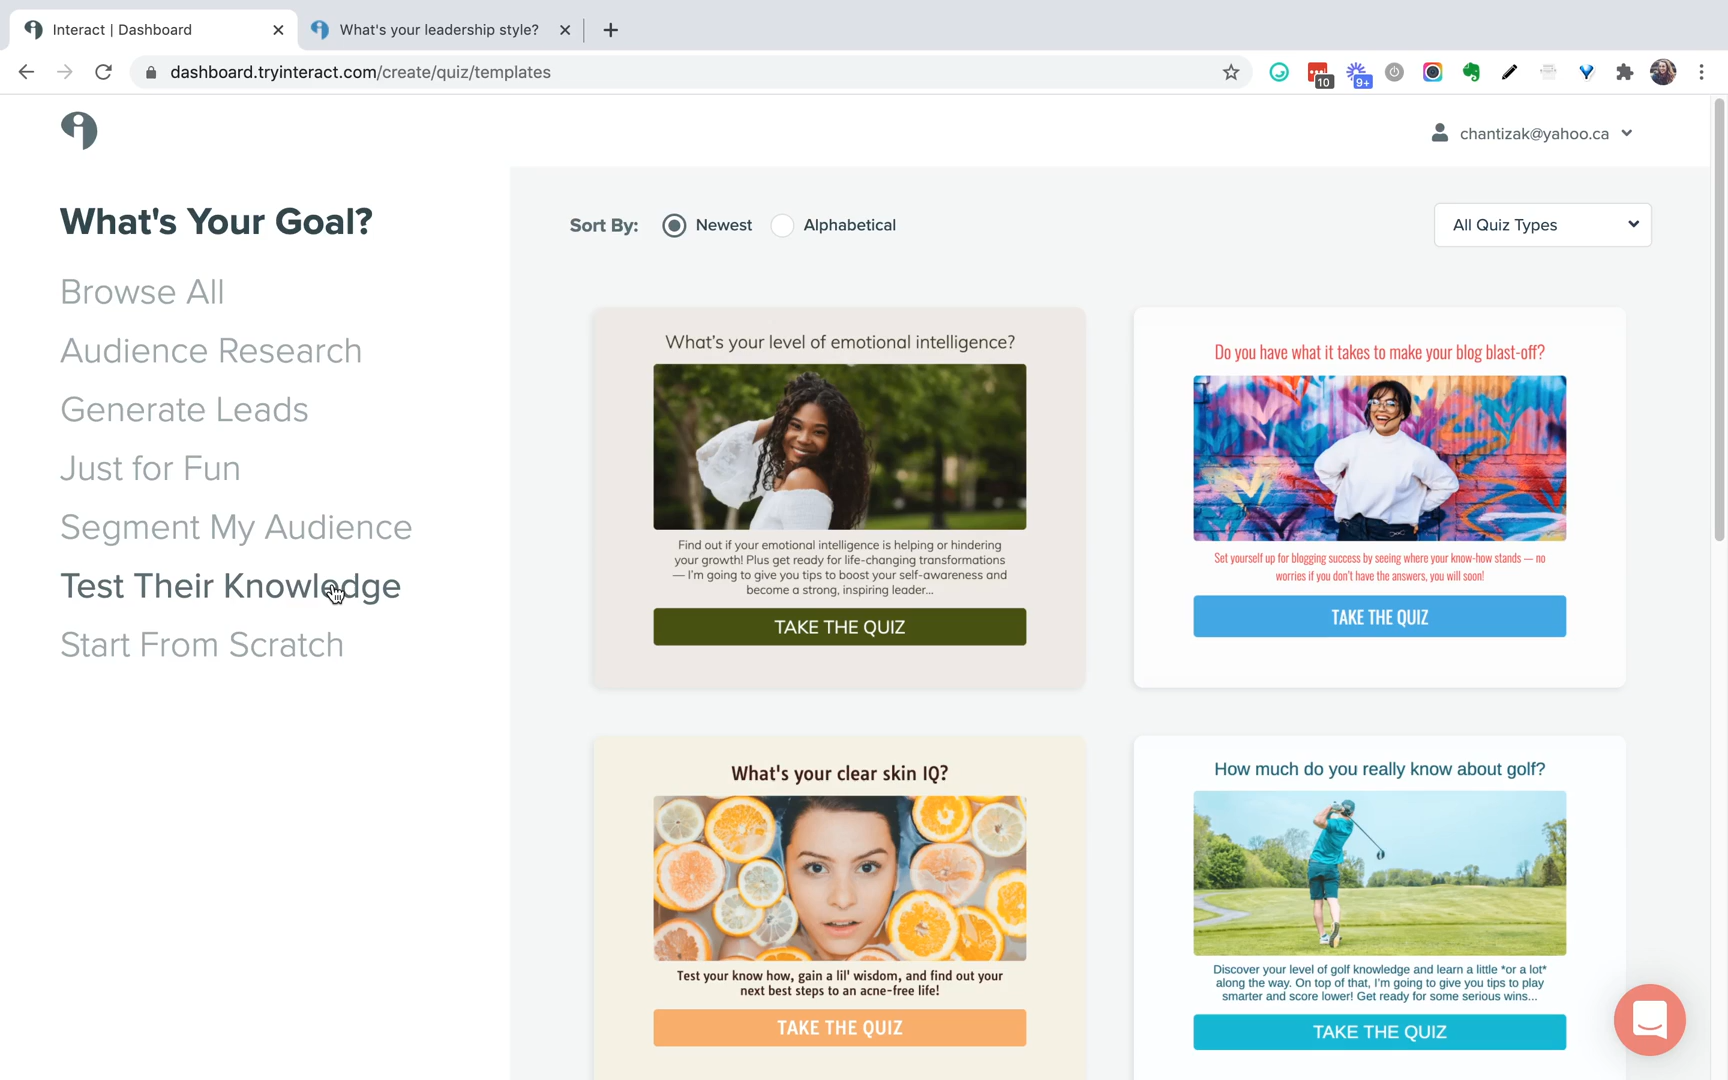 Interact | Dashboard
What's your leadership style?
dashboard.tryinteract.com/create/quiz/templates
10
9+
chantizak@yahoo.ca
What's Your Goal?
Browse All
Audience Research
Generate Leads
Just for Fun
Segment My Audience
Test Their Knowledge
Start From Scratch
Sort By: Newest Alphabetical
All Quiz Types
What's your level of emotional intelligence?
Find out if your emotional intelligence is helping or hindering
your growth! Plus get ready for life-changing transformations
— I'm going to give you tips to boost your self-awareness and
become a strong, inspiring leader...
TAKE THE QUIZ
Do you have what it takes to make your blog blast-off?
Set yourself up for blogging success by seeing where your know-how stands — no
worries if you don't have the answers, you will soon!
TAKE THE QUIZ
What's your clear skin IQ?
Test your know how, gain a lil' wisdom, and find out your
next best steps to an acne-free life!
TAKE THE QUIZ
How much do you really know about golf?
Discover your level of golf knowledge and learn a little *or a lot*
along the way. On top of that, I'm going to give you tips to play
smarter and score lower! Get ready for some serious wins...
TAKE THE QUIZ